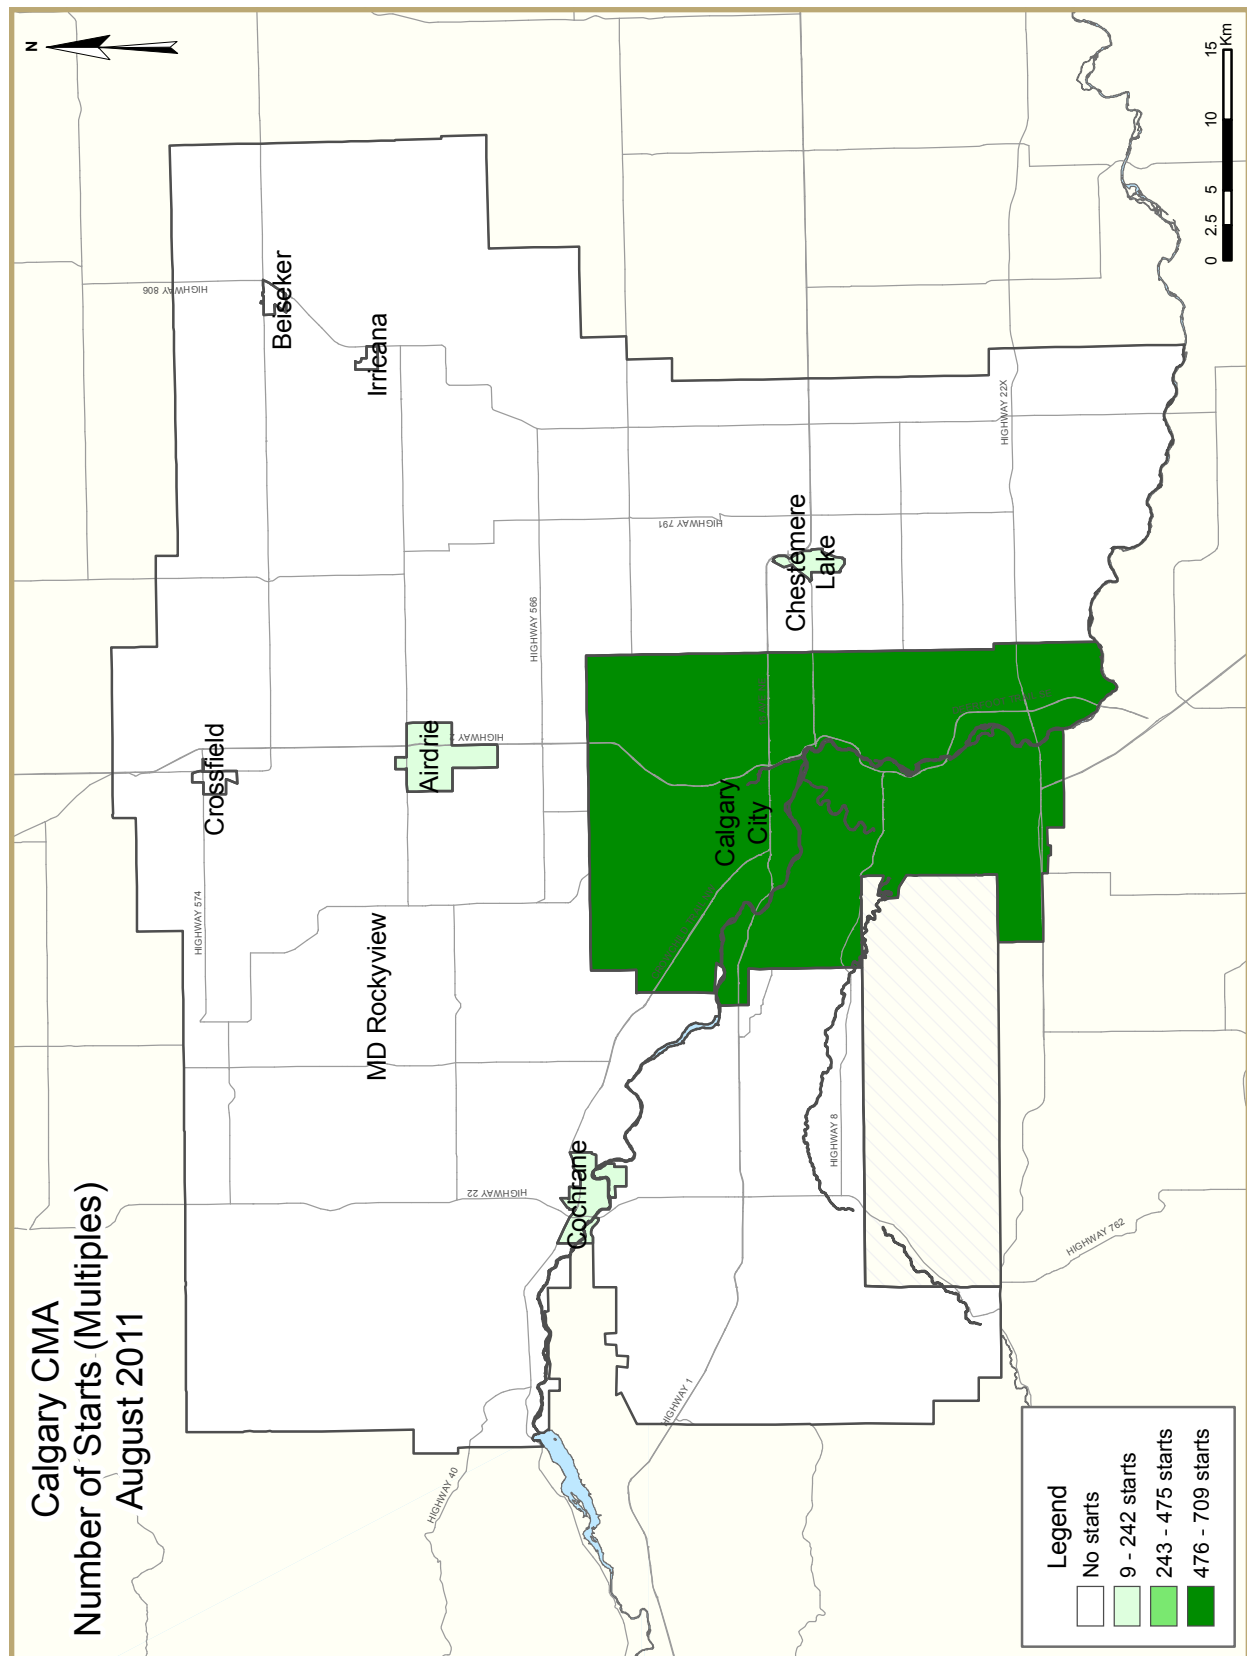 Calgary CMA
Number of Starts (Multiples)
August 2011
N
HIGHWAY 806
Beiseker
Irricana
Crossfield
HIGHWAY 574
HIGHWAY 566
HIGHWAY 2
Airdrie
HIGHWAY 791
HIGHWAY 22X
Chestemere
Lake
MD Rockyview
Calgary
City
Cochrane
HIGHWAY 22
HIGHWAY 8
HIGHWAY 762
HIGHWAY 1
HIGHWAY 40
0 2.5 5 10 15
Km
Legend
No starts
9 - 242 starts
243 - 475 starts
476 - 709 starts